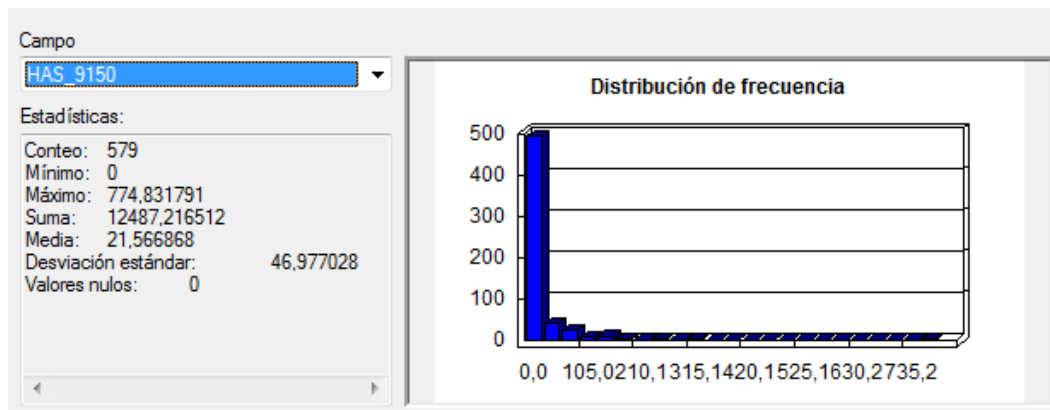 Campo
HAS_9150
Estadísticas:
Conteo: 579
Mínimo: 0
Máximo: 774,831791
Suma: 12487,216512
Media: 21,566868
Desviación estándar: 46,977028
Valores nulos: 0
Distribución de frecuencia
500
400
300
200
100
0
0,0 105,0210,1315,1420,1525,1630,2735,2